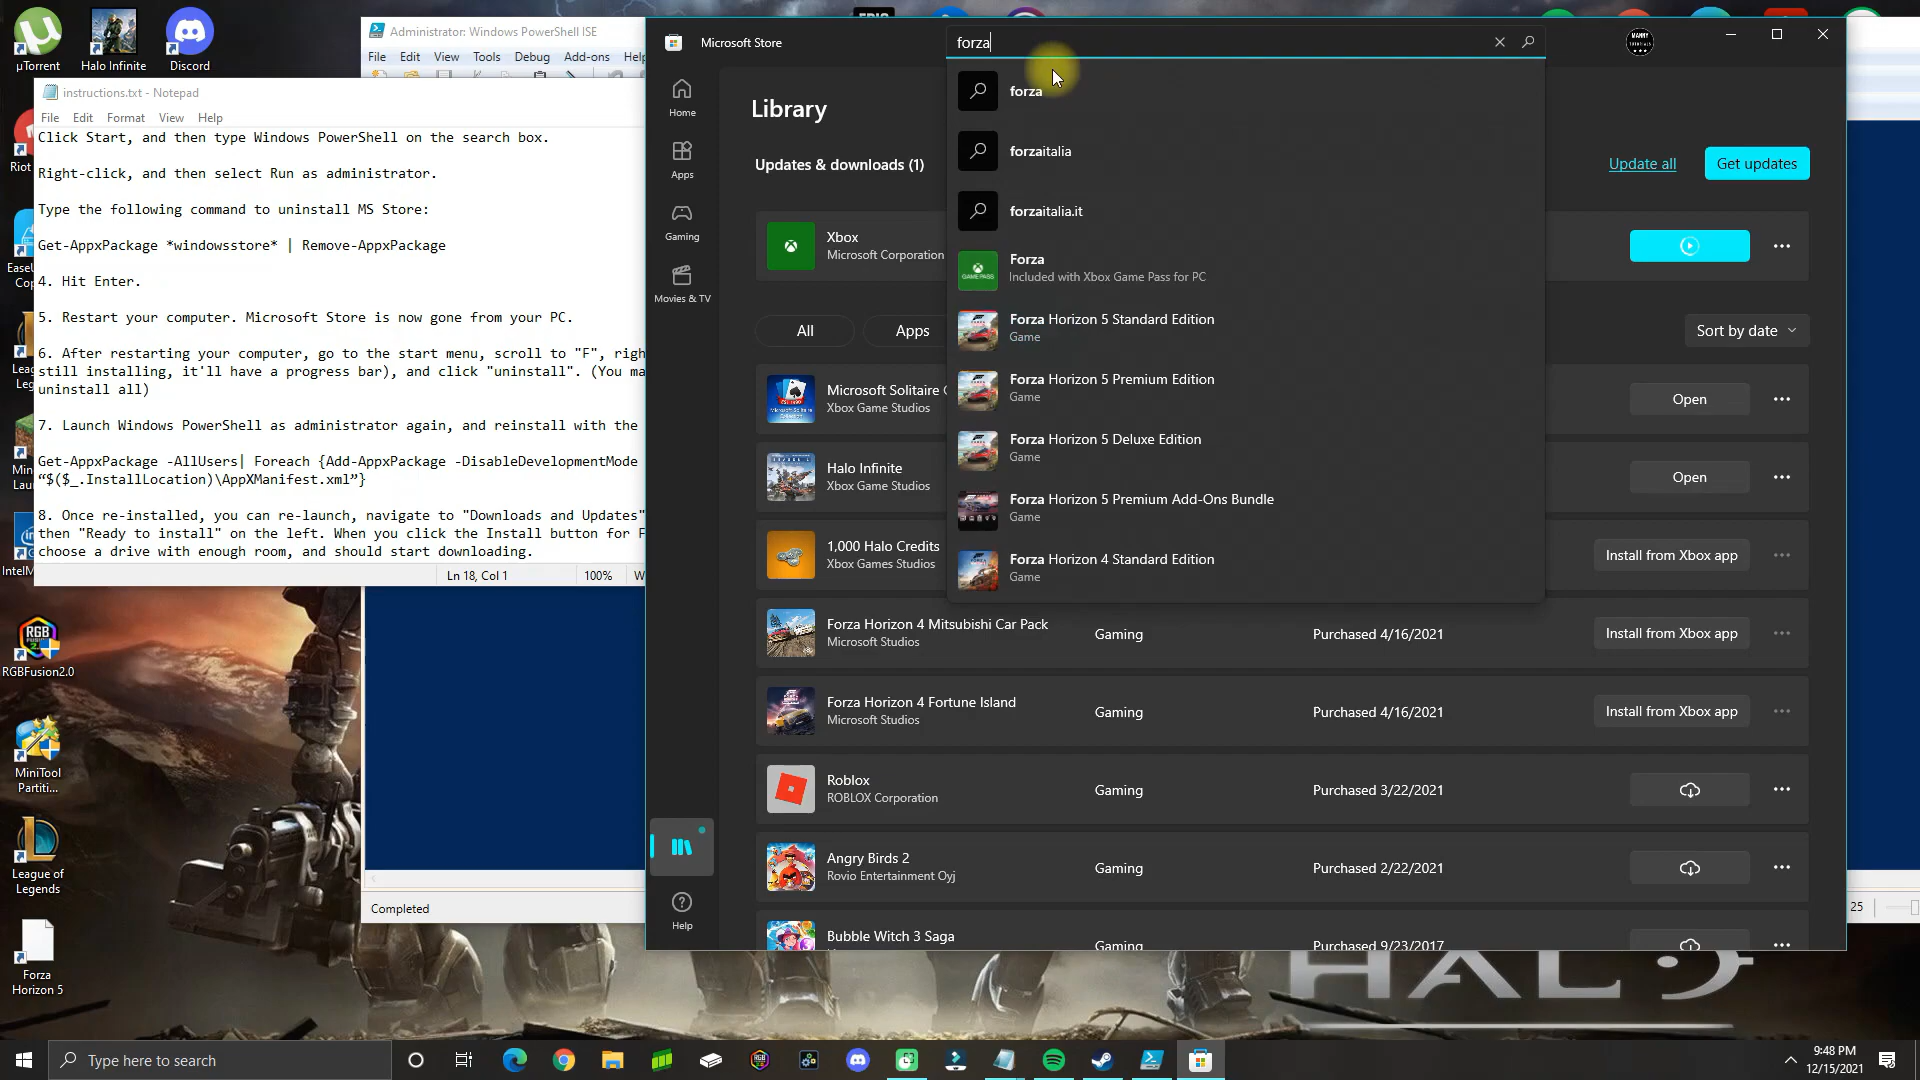 µTorrent
Halo Infinite
Discord
Riot
EaseU
Cop
Leag
Leg
Min
Lau
IntelM
RGBFusion2.0
MiniTool
Partiti...
League of
Legends
Forza
Horizon 5
instructions.txt - Notepad
File Edit Format View Help
Click Start, and then type Windows PowerShell on the search box.
Right-click, and then select Run as administrator.
Type the following command to uninstall MS Store:
Get-AppxPackage *windowsstore* | Remove-AppxPackage
4. Hit Enter.
5. Restart your computer. Microsoft Store is now gone from your PC.
6. After restarting your computer, go to the start menu, scroll to "F", righ
still installing, it'll have a progress bar), and click "uninstall". (You ma
uninstall all)
7. Launch Windows PowerShell as administrator again, and reinstall with the
Get-AppxPackage -AllUsers| Foreach {Add-AppxPackage -DisableDevelopmentMode
“$($_.InstallLocation)\AppXManifest.xml”}
8. Once re-installed, you can re-launch, navigate to "Downloads and Updates"
then "Ready to install" on the left. When you click the Install button for F
choose a drive with enough room, and should start downloading.
Ln 18, Col 1 100% W
Administrator: Windows PowerShell ISE
File Edit View Tools Debug Add-ons Help
Completed
25
Microsoft Store
forza
Home
Apps
Gaming
Movies & TV
Help
Library
Updates & downloads (1)
Update all
Get updates
Xbox
Microsoft Corporation
All
Apps
Sort by date
forza
forzaitalia
forzaitalia.it
GAME PASS
Forza
Included with Xbox Game Pass for PC
Forza Horizon 5 Standard Edition
Game
Forza Horizon 5 Premium Edition
Game
Forza Horizon 5 Deluxe Edition
Game
Forza Horizon 5 Premium Add-Ons Bundle
Game
Forza Horizon 4 Standard Edition
Game
Microsoft Solitaire C
Xbox Game Studios
Open
Halo Infinite
Xbox Game Studios
Open
1,000 Halo Credits
Xbox Games Studios
Install from Xbox app
Forza Horizon 4 Mitsubishi Car Pack
Microsoft Studios
Gaming
Purchased 4/16/2021
Install from Xbox app
Forza Horizon 4 Fortune Island
Microsoft Studios
Gaming
Purchased 4/16/2021
Install from Xbox app
Roblox
ROBLOX Corporation
Gaming
Purchased 3/22/2021
Angry Birds 2
Rovio Entertainment Oyj
Gaming
Purchased 2/22/2021
Bubble Witch 3 Saga
Gaming
Purchased 9/23/2017
HALO
Type here to search
9:48 PM
12/15/2021